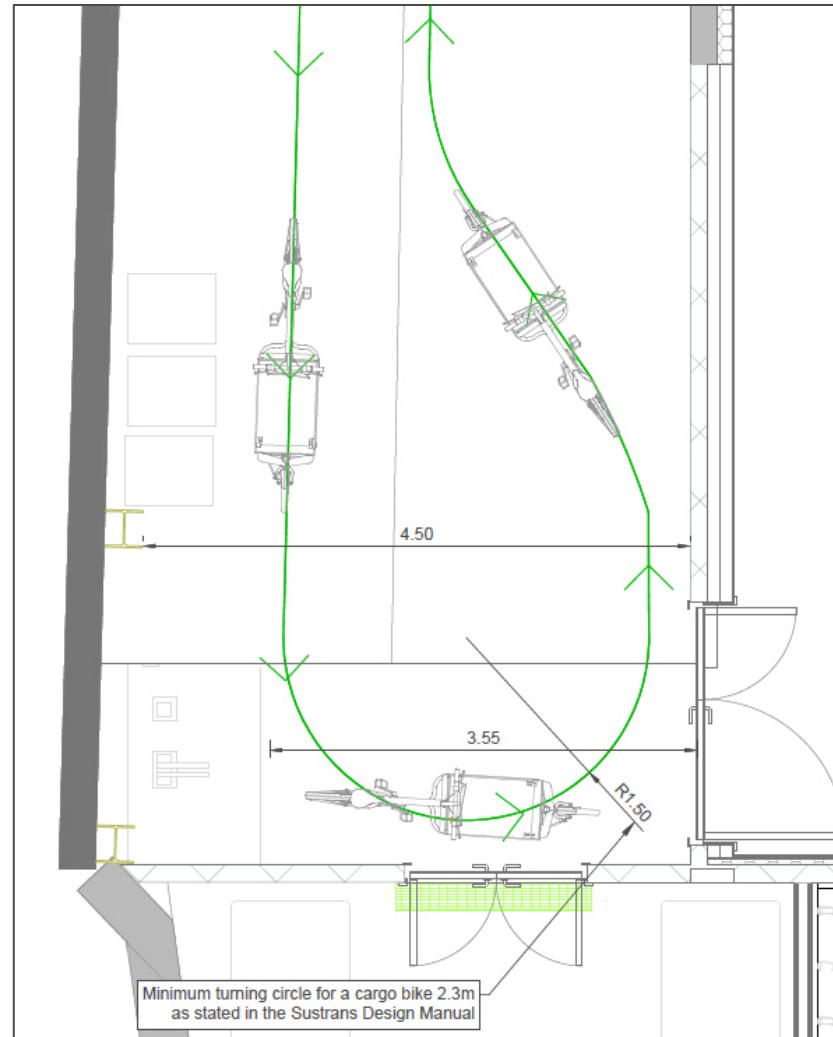 4.50
3.55
R1.50
Minimum turning circle for a cargo bike 2.3m
as stated in the Sustrans Design Manual